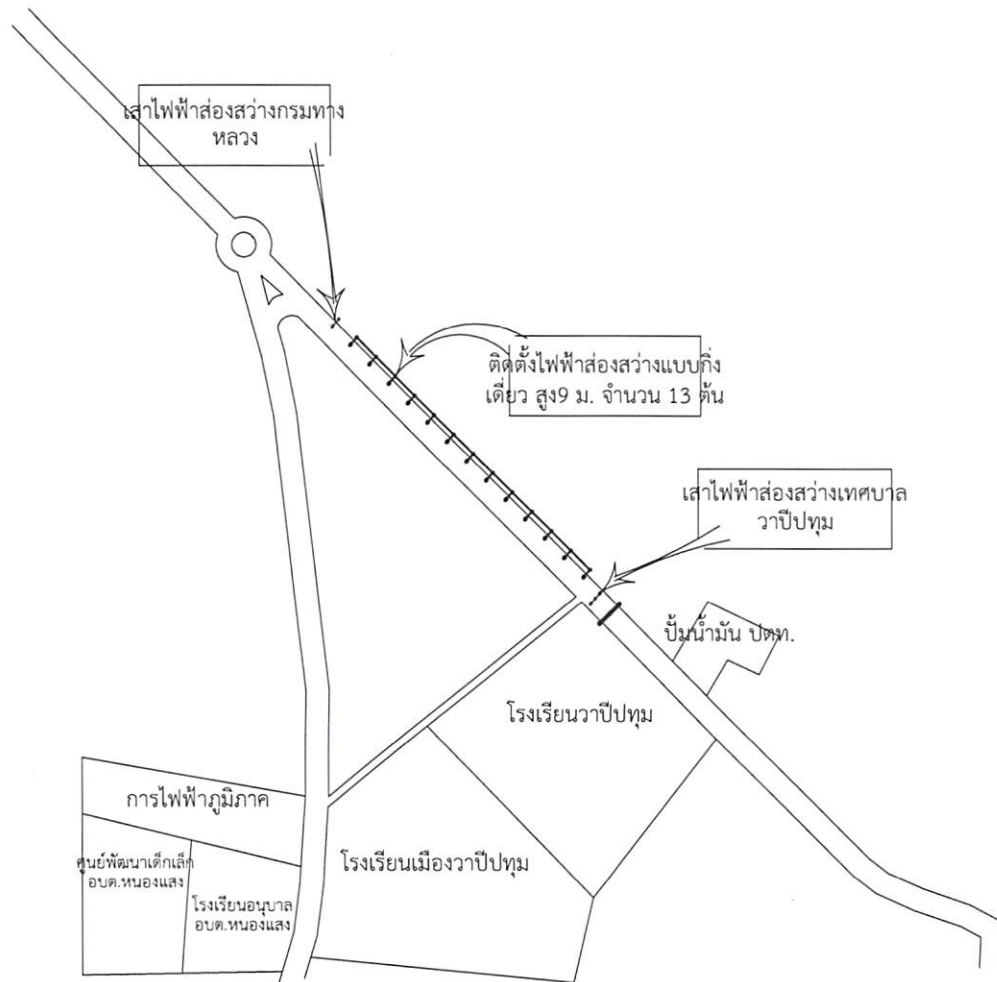 เสาไฟฟ้าส่องสว่างกรมทาง
หลวง
ติดตั้งไฟฟ้าส่องสว่างแบบกิ่ง
เดี่ยว สูง9 ม. จำนวน 13 ต้น
เสาไฟฟ้าส่องสว่างเทศบาล
วาปีปทุม
ปั้มน้ำมัน ปตท.
โรงเรียนวาปีปทุม
การไฟฟ้าภูมิภาค
โรงเรียนเมืองวาปีปทุม
ศูนย์พัฒนาเด็กเล็ก
อบต.หนองแสง
โรงเรียนอนุบาล
อบต.หนองแสง